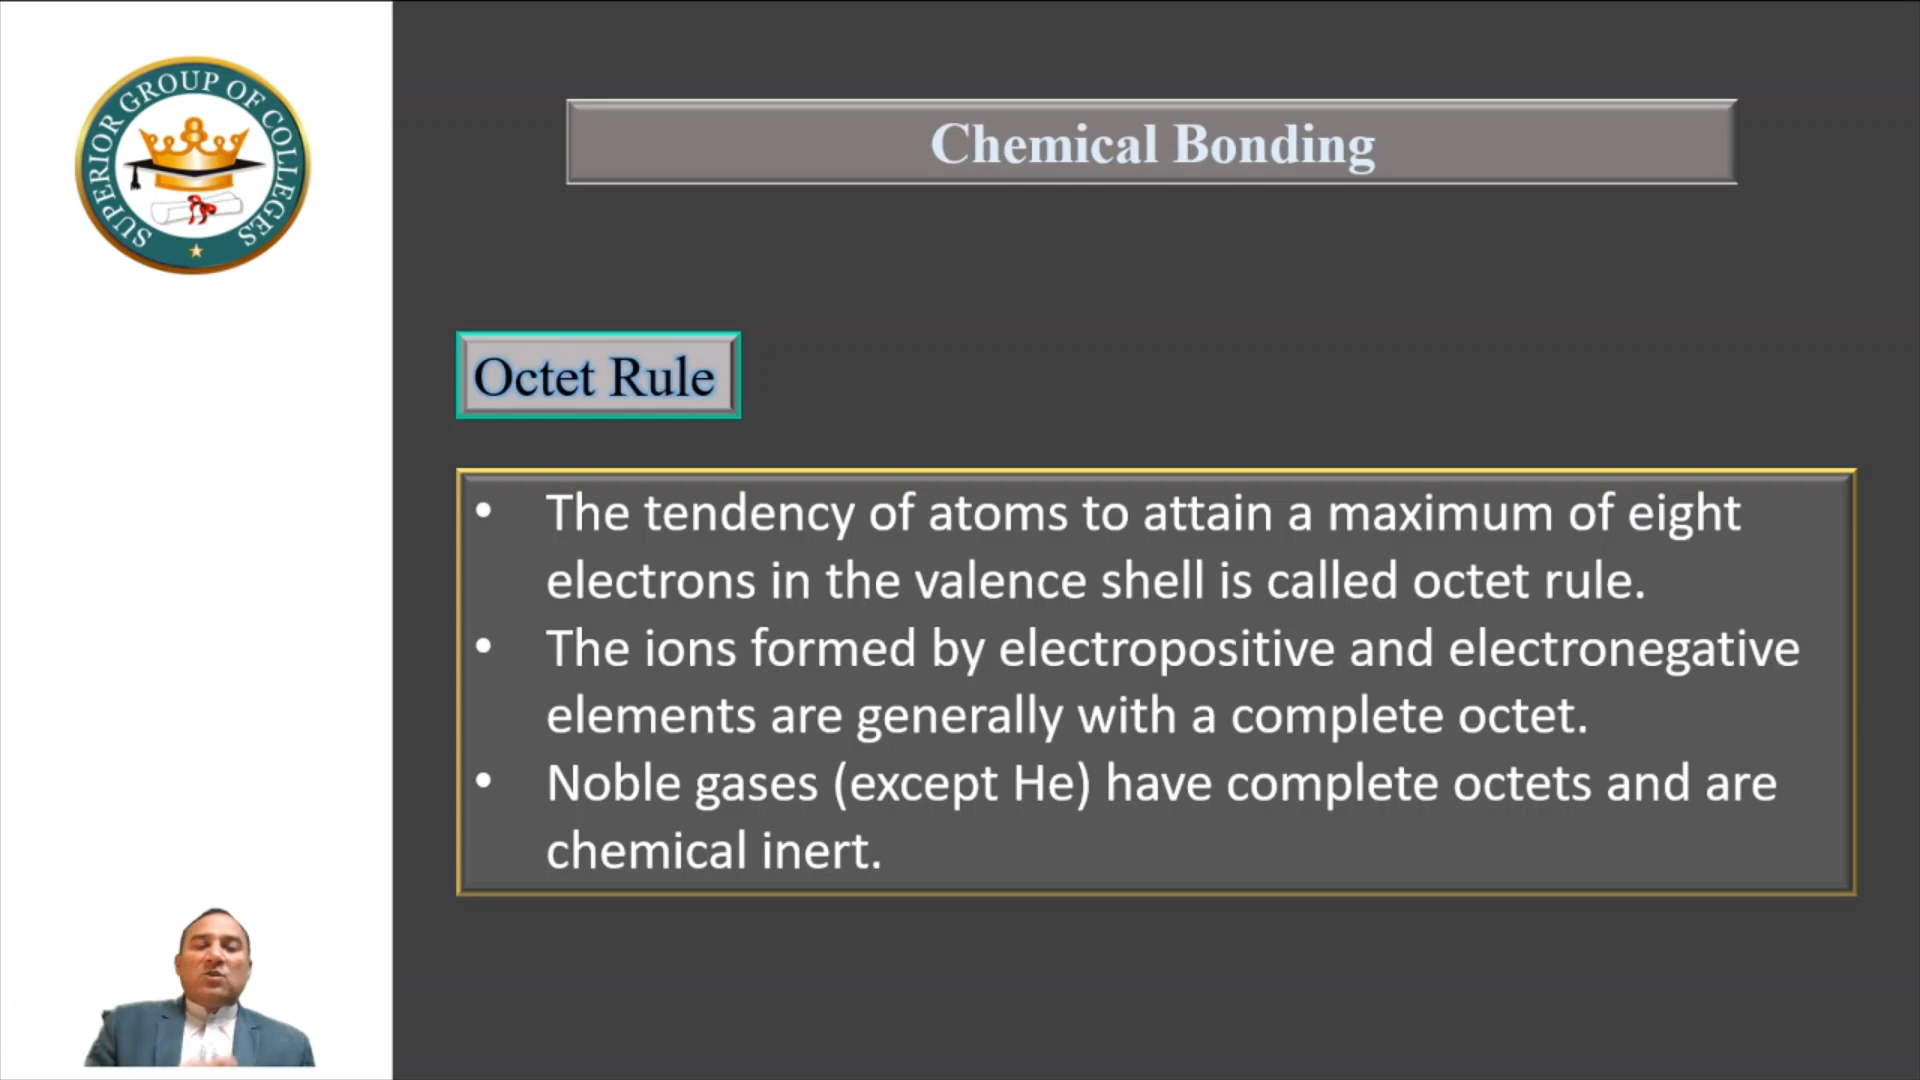 SUPERIOR GROUP OF COLLEGES
Chemical Bonding
Octet Rule
• The tendency of atoms to attain a maximum of eight
electrons in the valence shell is called octet rule.
• The ions formed by electropositive and electronegative
elements are generally with a complete octet.
• Noble gases (except He) have complete octets and are
chemical inert.